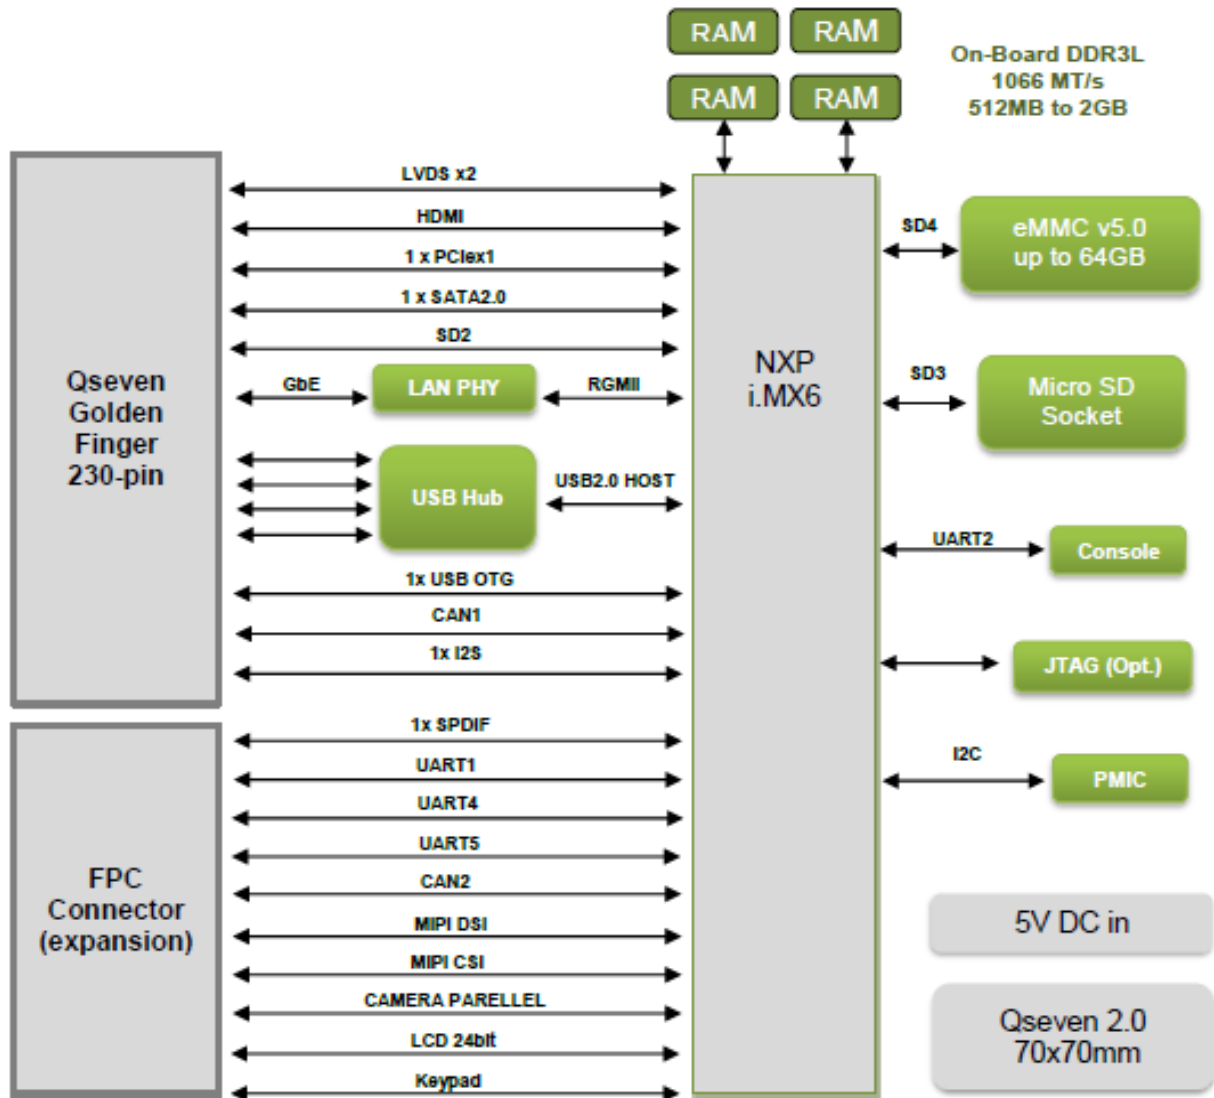 RAM
RAM
RAM
RAM
On-Board DDR3L
1066 MT/s
512MB to 2GB
Qseven
Golden
Finger
230-pin
LVDS x2
HDMI
1 x PCIex1
1 x SATA2.0
SD2
GbE
LAN PHY
RGMII
USB Hub
USB2.0 HOST
1x USB OTG
CAN1
1x I2S
FPC
Connector
(expansion)
1x SPDIF
UART1
UART4
UART5
CAN2
MIPI DSI
MIPI CSI
CAMERA PARELLEL
LCD 24bit
Keypad
NXP
i.MX6
SD4
eMMC v5.0
up to 64GB
SD3
Micro SD
Socket
UART2
Console
JTAG (Opt.)
I2C
PMIC
5V DC in
Qseven 2.0
70x70mm